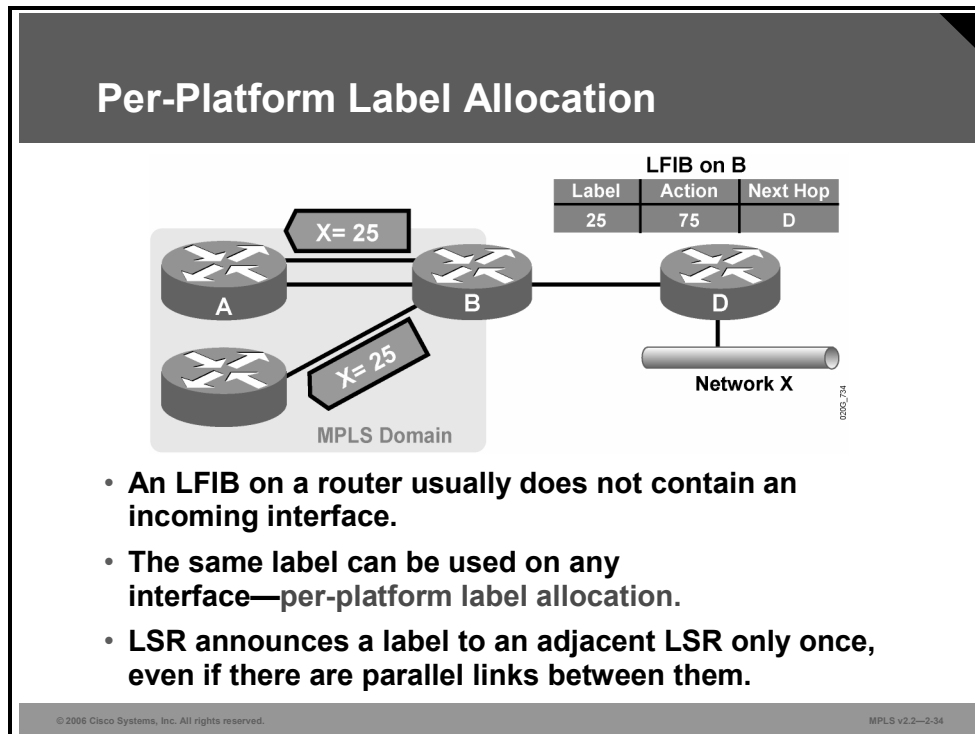 Per-Platform Label Allocation
LFIB on B
Label Action Next Hop
25 75 D
X= 25
A
B
D
X= 25
Network X
MPLS Domain
020G_734
• An LFIB on a router usually does not contain an
incoming interface.
• The same label can be used on any
interface—per-platform label allocation.
• LSR announces a label to an adjacent LSR only once,
even if there are parallel links between them.
© 2006 Cisco Systems, Inc. All rights reserved.
MPLS v2.2—2-34